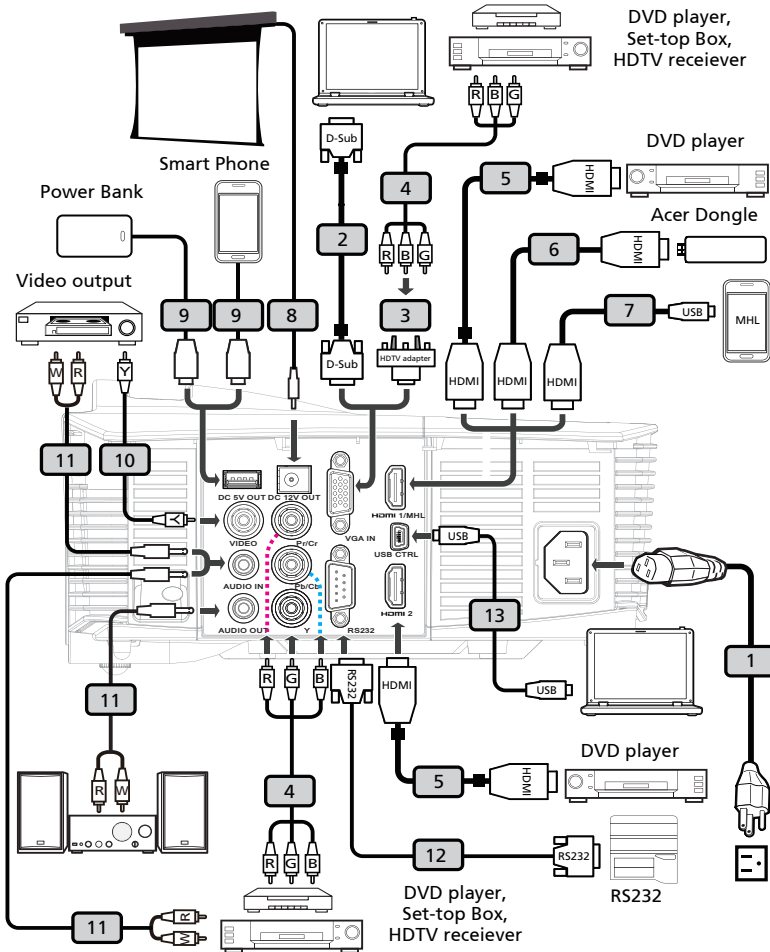 DVD player,
Set-top Box,
HDTV receiever
R B G
D-Sub
DVD player
HDMI
5
Smart Phone
4
Power Bank
Acer Dongle
2
R B G
HDMI
6
Video output
9
9
8
3
7
USB
MHL
D-Sub
HDTV adapter
W R
Y
HDMI
HDMI
HDMI
11
10
DC 5V OUT
DC 12V OUT
HDMI 1/MHL
Y
VIDEO
Pr/Cr
VGA IN
USB CTRL
USB
AUDIO IN
Pb/Cb
HDMI 2
AUDIO OUT
Y
RS232
13
R
G
B
RS232
HDMI
1
11
USB
R W
DVD player
4
5
HDMI
R G B
12
RS232
RS232
DVD player,
Set-top Box,
HDTV receiever
11
R
W